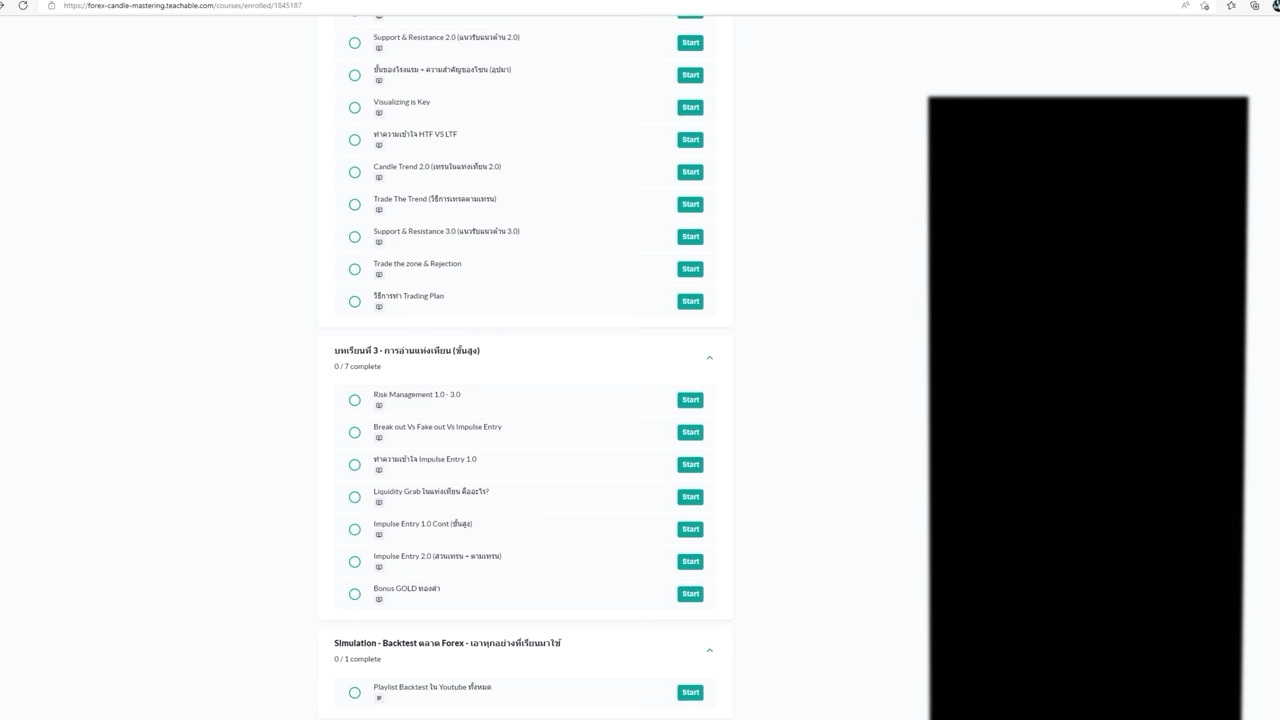 https://forex-candle-mastering.teachable.com/courses/enrolled/1845187
Support & Resistance 2.0 (แนวรับแนวต้าน 2.0)
Start
ชั้นของโรงแรม + ความสำคัญของโซน (อุปมา)
Start
Visualizing is Key
Start
ทำความเข้าใจ HTF VS LTF
Start
Candle Trend 2.0 (เทรนในแท่งเทียน 2.0)
Start
Trade The Trend (วิธีการเทรดตามเทรน)
Start
Support & Resistance 3.0 (แนวรับแนวต้าน 3.0)
Start
Trade the zone & Rejection
Start
วิธีการทำ Trading Plan
Start
บทเรียนที่ 3 - การอ่านแท่งเทียน (ขั้นสูง)
0 / 7 complete
Risk Management 1.0 - 3.0
Start
Break out Vs Fake out Vs Impulse Entry
Start
ทำความเข้าใจ Impulse Entry 1.0
Start
Liquidity Grab ในแท่งเทียน คืออะไร?
Start
Impulse Entry 1.0 Cont (ขั้นสูง)
Start
Impulse Entry 2.0 (สวนเทรน + ตามเทรน)
Start
Bonus GOLD ทองคำ
Start
Simulation - Backtest ตลาด Forex - เอาทุกอย่างที่เรียนมาใช้
0 / 1 complete
Playlist Backtest ใน Youtube ทั้งหมด
Start